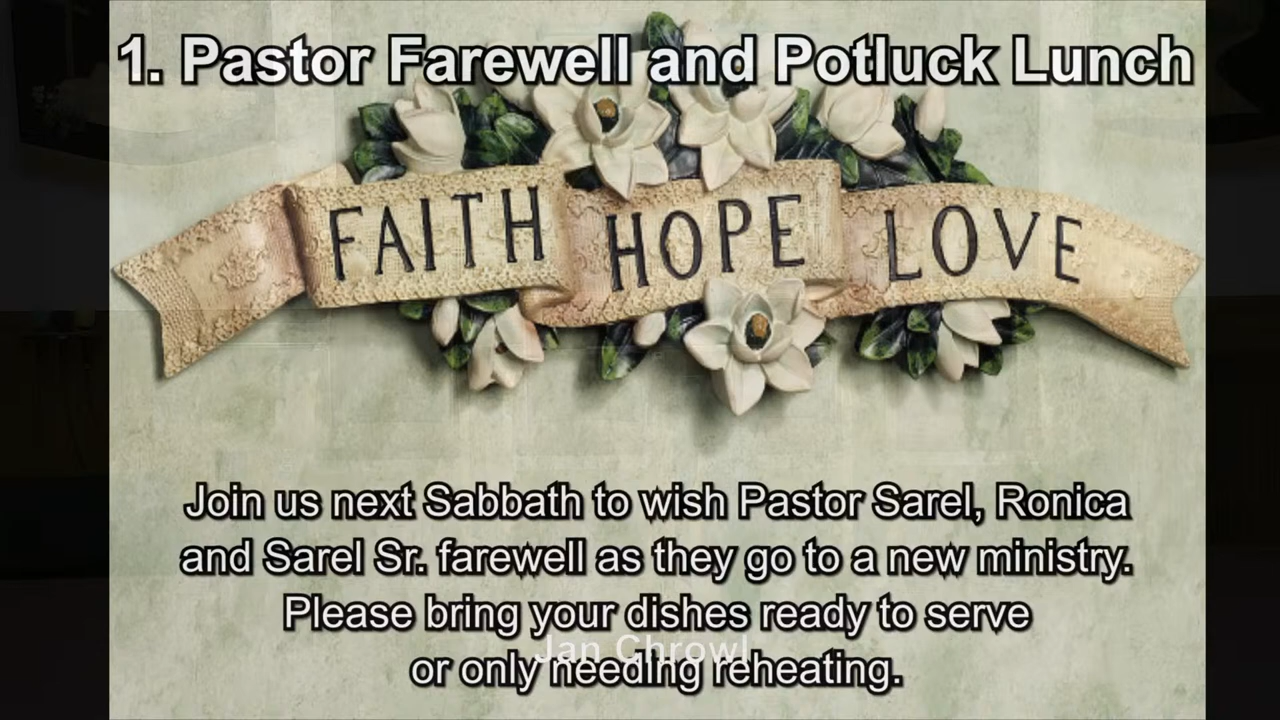 1. Pastor Farewell and Potluck Lunch
FAITH HOPE LOVE
Join us next Sabbath to wish Pastor Sarel, Ronica
and Sarel Sr. farewell as they go to a new ministry.
Please bring your dishes ready to serve
Jan Chrowl
or only needing reheating.